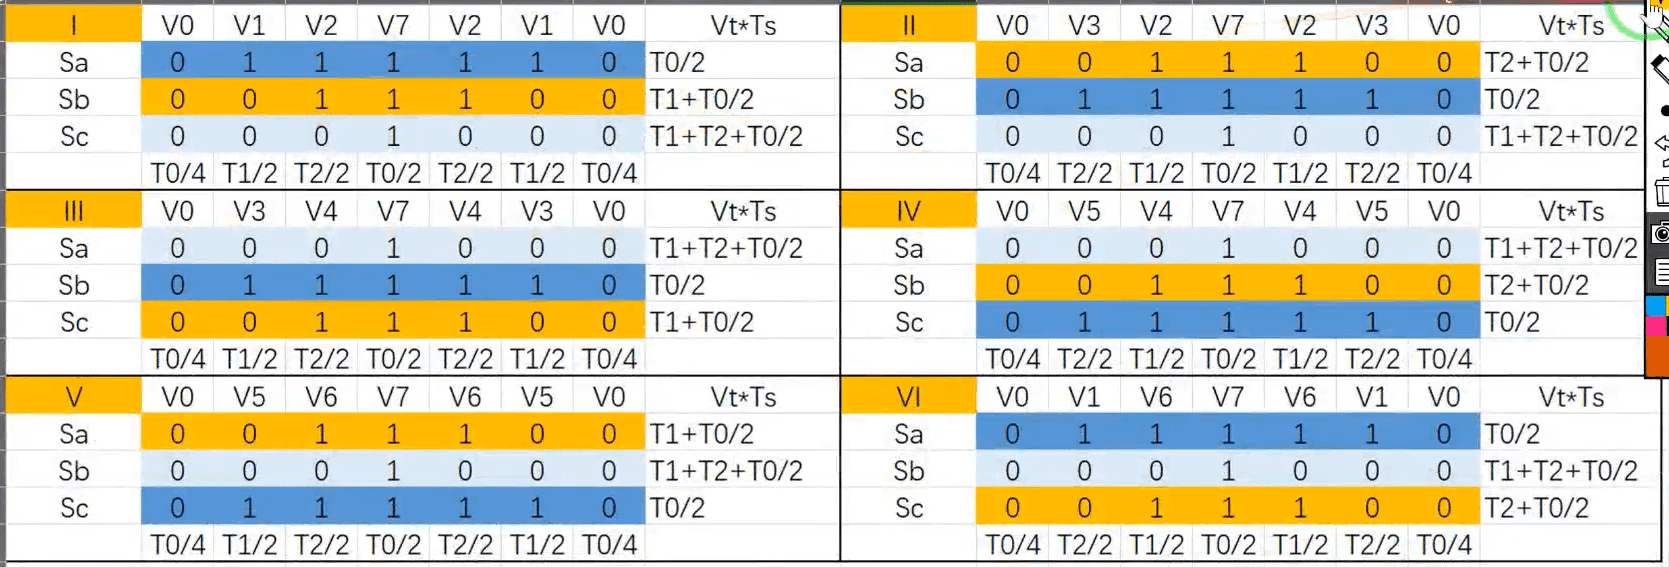 I V0 V1 V2 V7 V2 V1 V0 Vt*Ts
Sa 0 1 1 1 1 1 0 T0/2
Sb 0 0 1 1 1 0 0 T1+T0/2
Sc 0 0 0 1 0 0 0 T1+T2+T0/2
T0/4 T1/2 T2/2 T0/2 T2/2 T1/2 T0/4
II V0 V3 V2 V7 V2 V3 V0 Vt*Ts
Sa 0 0 1 1 1 0 0 T2+T0/2
Sb 0 1 1 1 1 1 0 T0/2
Sc 0 0 0 1 0 0 0 T1+T2+T0/2
T0/4 T2/2 T1/2 T0/2 T1/2 T2/2 T0/4
III V0 V3 V4 V7 V4 V3 V0 Vt*Ts
Sa 0 0 0 1 0 0 0 T1+T2+T0/2
Sb 0 1 1 1 1 1 0 T0/2
Sc 0 0 1 1 1 0 0 T1+T0/2
T0/4 T1/2 T2/2 T0/2 T2/2 T1/2 T0/4
IV V0 V5 V4 V7 V4 V5 V0 Vt*Ts
Sa 0 0 0 1 0 0 0 T1+T2+T0/2
Sb 0 0 1 1 1 0 0 T2+T0/2
Sc 0 1 1 1 1 1 0 T0/2
T0/4 T2/2 T1/2 T0/2 T1/2 T2/2 T0/4
V V0 V5 V6 V7 V6 V5 V0 Vt*Ts
Sa 0 0 1 1 1 0 0 T1+T0/2
Sb 0 0 0 1 0 0 0 T1+T2+T0/2
Sc 0 1 1 1 1 1 0 T0/2
T0/4 T1/2 T2/2 T0/2 T2/2 T1/2 T0/4
VI V0 V1 V6 V7 V6 V1 V0 Vt*Ts
Sa 0 1 1 1 1 1 0 T0/2
Sb 0 0 0 1 0 0 0 T1+T2+T0/2
Sc 0 0 1 1 1 0 0 T2+T0/2
T0/4 T2/2 T1/2 T0/2 T1/2 T2/2 T0/4